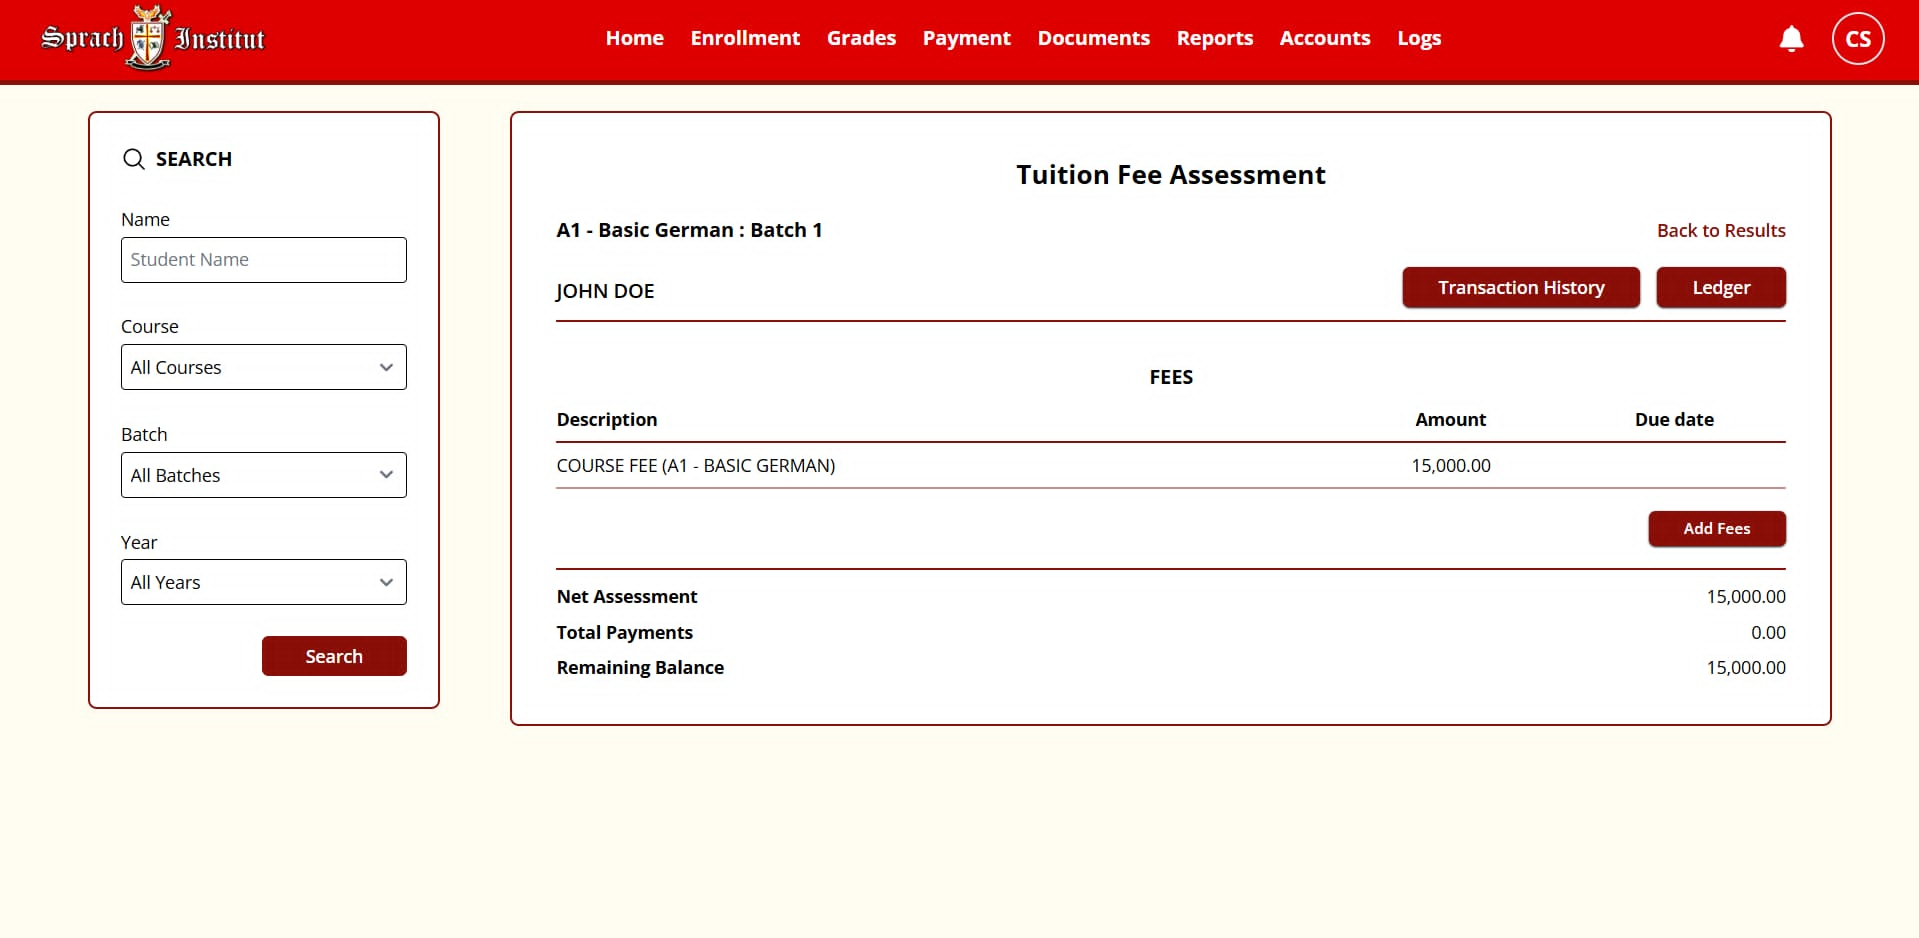 Sprach Institut
Home Enrollment Grades Payment Documents Reports Accounts Logs
CS
SEARCH
Name
Student Name
Course
All Courses
Batch
All Batches
Year
All Years
Search
Tuition Fee Assessment
A1 - Basic German : Batch 1
Back to Results
JOHN DOE
Transaction History
Ledger
FEES
Description Amount Due date
COURSE FEE (A1 - BASIC GERMAN) 15,000.00
Add Fees
Net Assessment 15,000.00
Total Payments 0.00
Remaining Balance 15,000.00